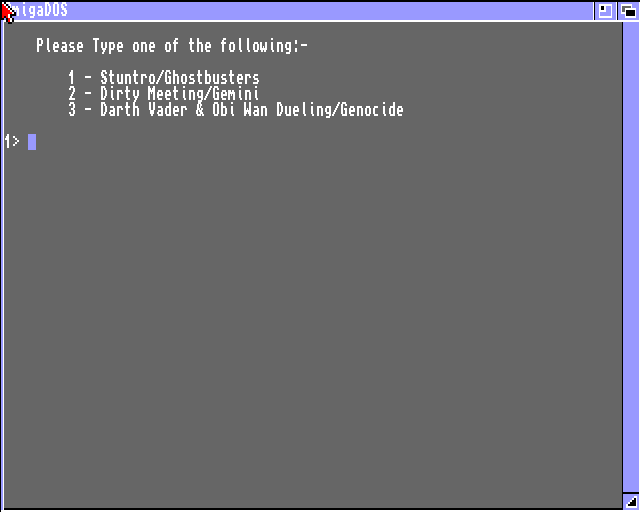 migaDOS
Please Type one of the following:-
1 - Stuntro/Ghostbusters
2 - Dirty Meeting/Gemini
3 - Darth Vader & Obi Wan Dueling/Genocide
1>